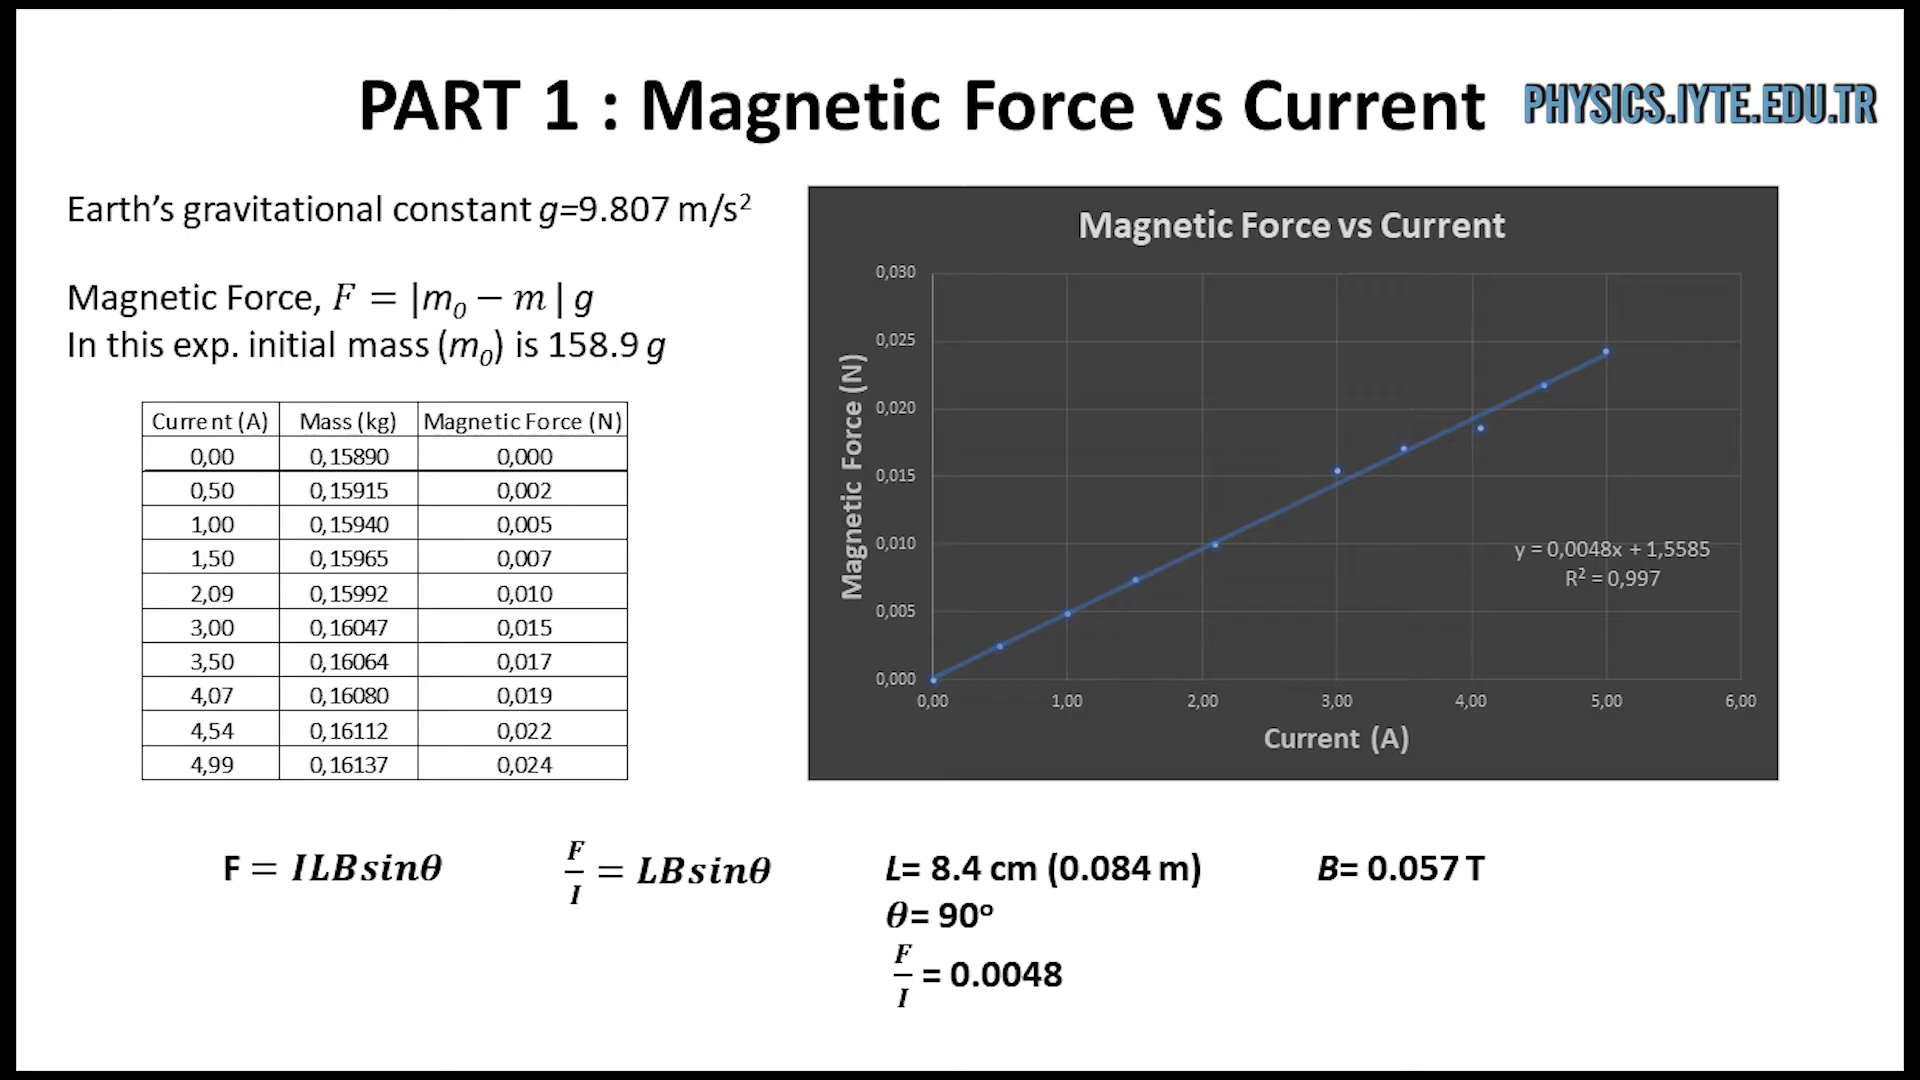 PART 1 : Magnetic Force vs Current
PHYSICS.IYTE.EDU.TR
Earth’s gravitational constant g=9.807 m/s²
Magnetic Force, F = |m₀ − m | g
In this exp. initial mass (m₀) is 158.9 g
Current (A) Mass (kg) Magnetic Force (N)
0,00 0,15890 0,000
0,50 0,15915 0,002
1,00 0,15940 0,005
1,50 0,15965 0,007
2,09 0,15992 0,010
3,00 0,16047 0,015
3,50 0,16064 0,017
4,07 0,16080 0,019
4,54 0,16112 0,022
4,99 0,16137 0,024
Magnetic Force vs Current
Magnetic Force (N)
0,030
0,025
0,020
0,015
0,010
0,005
0,000
y = 0,0048x + 1,5585
R² = 0,997
0,00 1,00 2,00 3,00 4,00 5,00 6,00
Current (A)
F = ILBsinθ
F/I = LBsinθ
L= 8.4 cm (0.084 m)
θ= 90°
F/I = 0.0048
B= 0.057 T